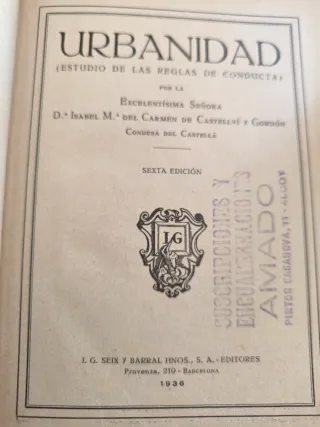 URBANIDAD
(ESTUDIO DE LAS REGLAS DE CONDUCTA)
POR LA
EXCELENTÍSIMA SEÑORA
D.ª ISABEL M.ª DEL CARMEN DE CASTELLVÍ Y GORDÓN
CONDESA DEL CASTELLÁ
SEXTA EDICIÓN
I G
I. G. SEIX Y BARRAL HNOS., S. A. - EDITORES
Provenza, 219 - BARCELONA
1936
SUSCRIPCIONES Y
ENCUADERNACIONES
AMADO
PINTOR CASANOVA, 11 - ALCOY